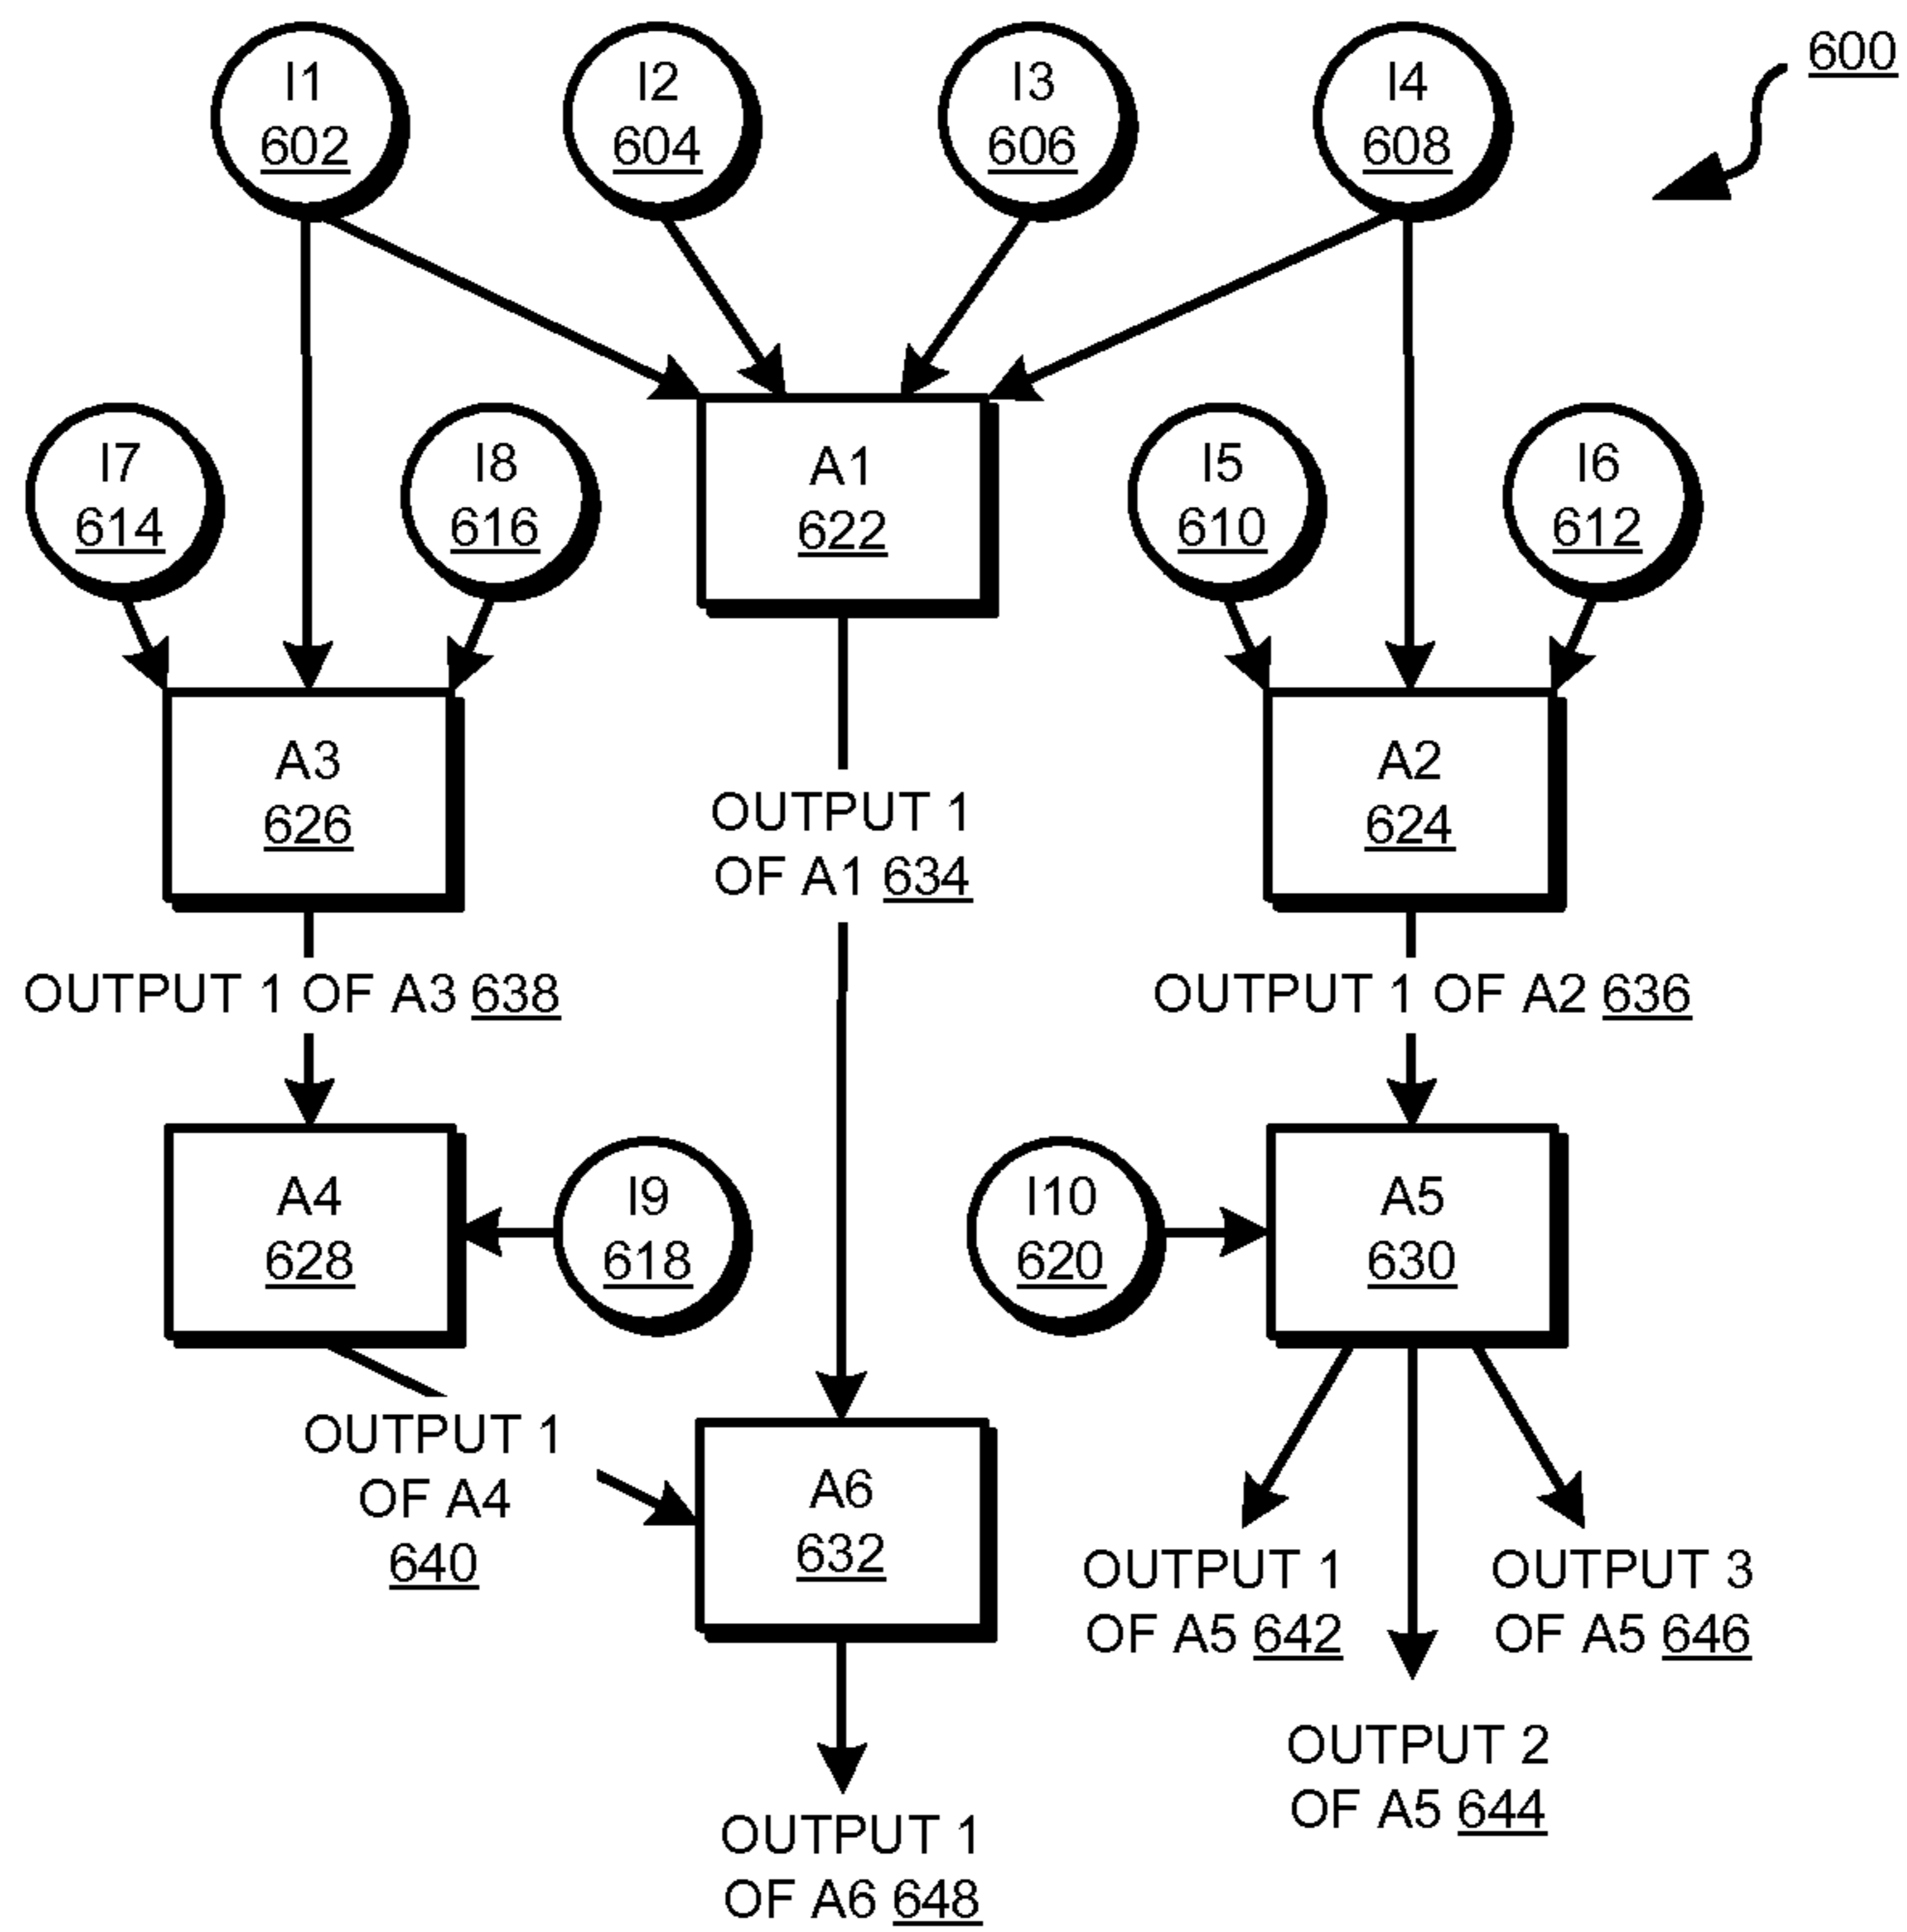 600
I1
602
I2
604
I3
606
I4
608
I7
614
I8
616
A1
622
I5
610
I6
612
A3
626
OUTPUT 1
OF A1 634
A2
624
OUTPUT 1 OF A3 638
OUTPUT 1 OF A2 636
A4
628
I9
618
I10
620
A5
630
OUTPUT 1
OF A4
640
A6
632
OUTPUT 1
OF A5 642
OUTPUT 3
OF A5 646
OUTPUT 2
OF A5 644
OUTPUT 1
OF A6 648